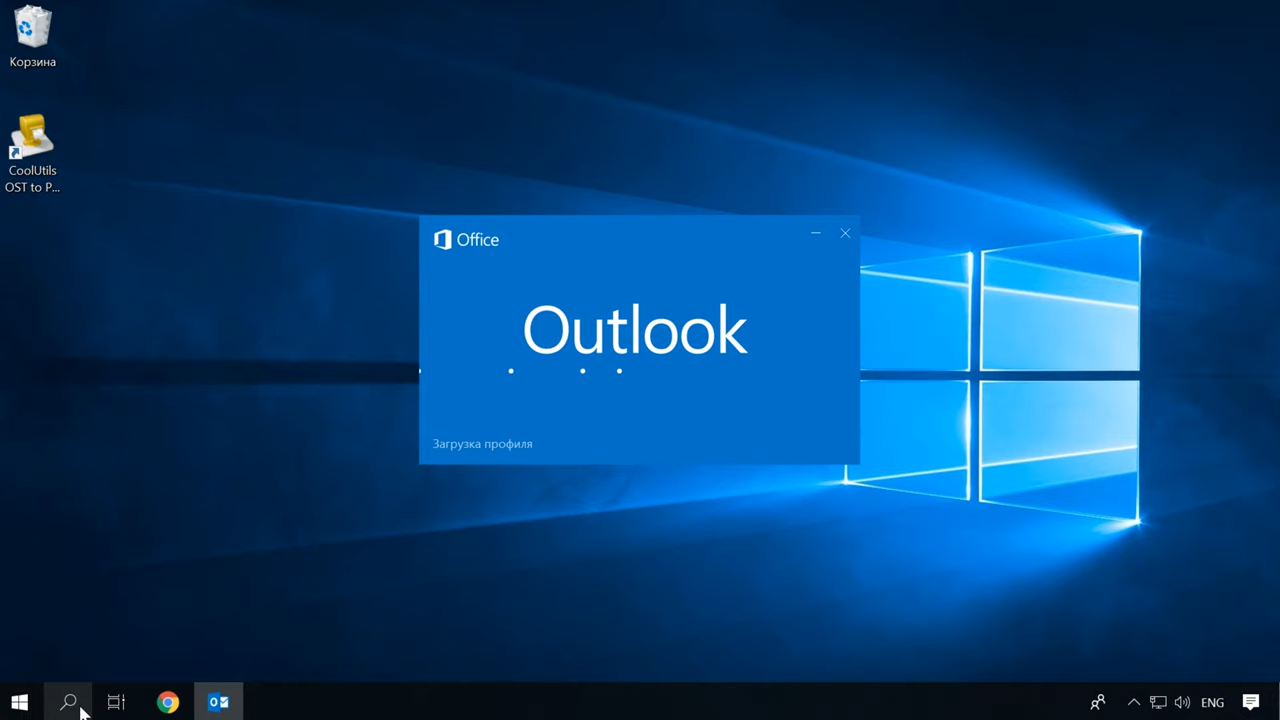 Корзина
CoolUtils
OST to P...
Office
Outlook
Загрузка профиля
ENG